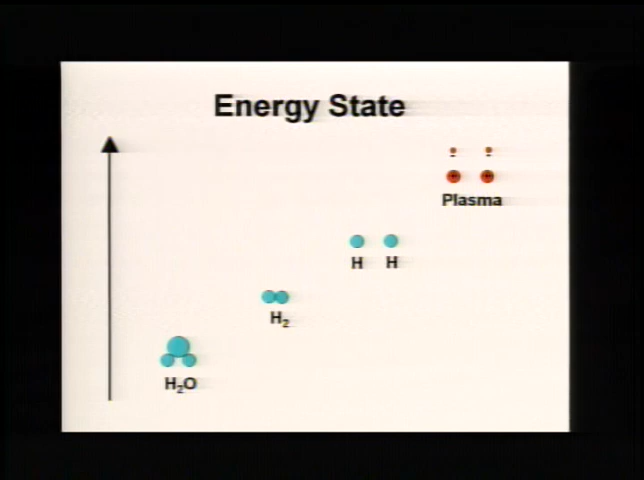 Energy State
Plasma
H H
H₂
H₂O